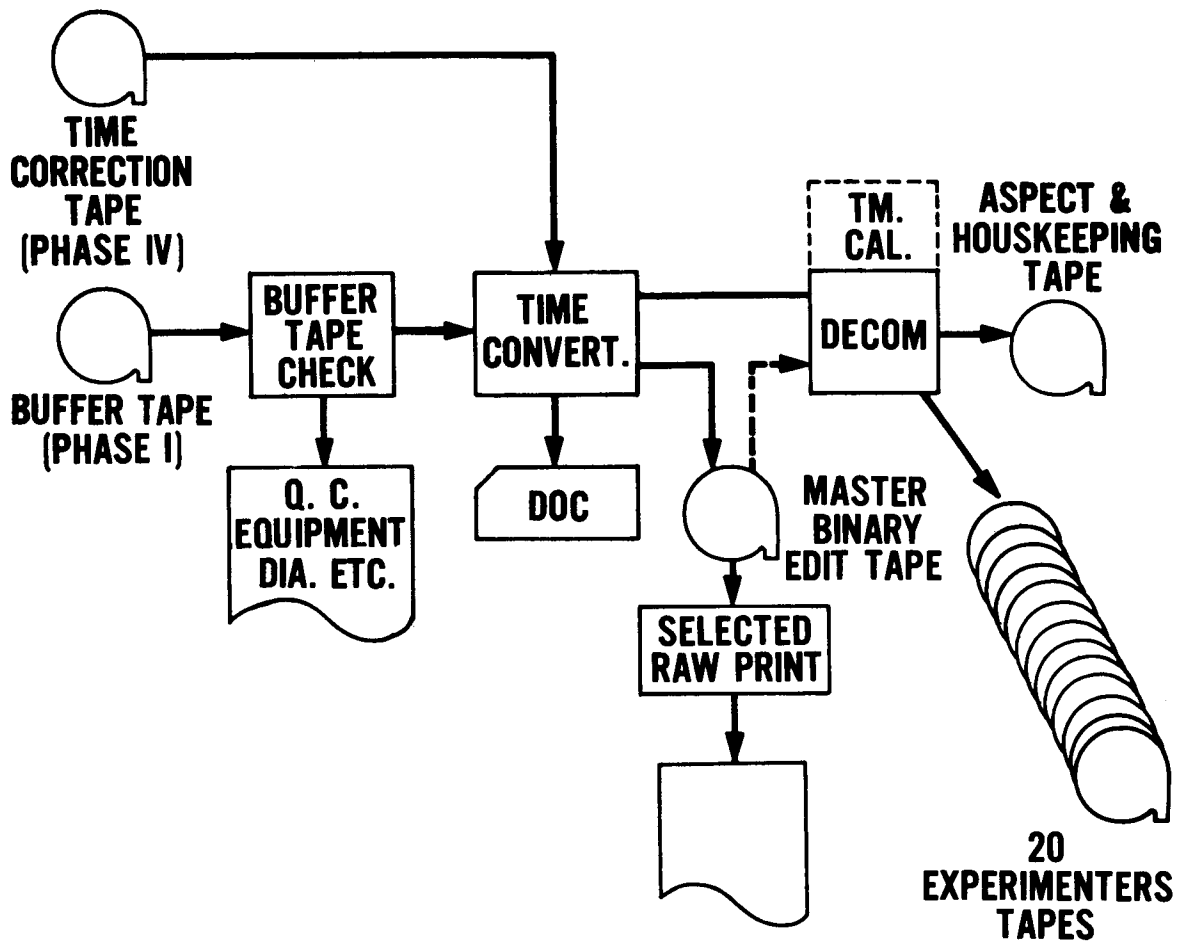 TIME
CORRECTION
TAPE
(PHASE IV)
BUFFER TAPE
(PHASE I)
BUFFER
TAPE
CHECK
Q. C.
EQUIPMENT
DIA. ETC.
TIME
CONVERT.
DOC
TM.
CAL.
DECOM
ASPECT &
HOUSKEEPING
TAPE
MASTER
BINARY
EDIT TAPE
SELECTED
RAW PRINT
20
EXPERIMENTERS
TAPES